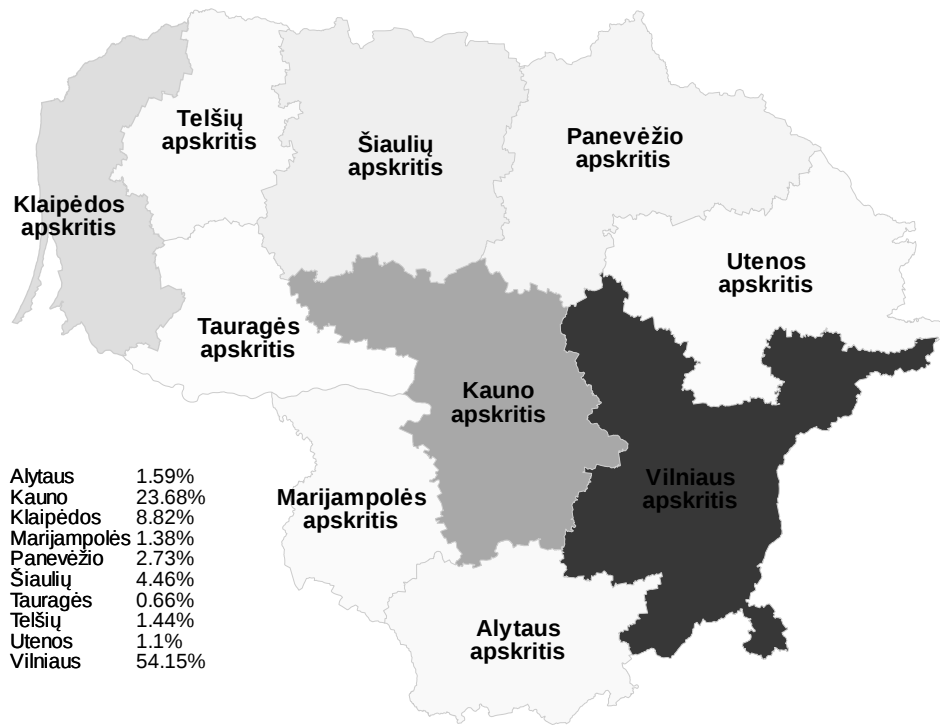 Telšių
apskritis
Šiaulių
apskritis
Panevėžio
apskritis
Klaipėdos
apskritis
Utenos
apskritis
Tauragės
apskritis
Kauno
apskritis
Vilniaus
apskritis
Marijampolės
apskritis
Alytaus
apskritis
Alytaus 1.59%
Kauno 23.68%
Klaipėdos 8.82%
Marijampolės 1.38%
Panevėžio 2.73%
Šiaulių 4.46%
Tauragės 0.66%
Telšių 1.44%
Utenos 1.1%
Vilniaus 54.15%